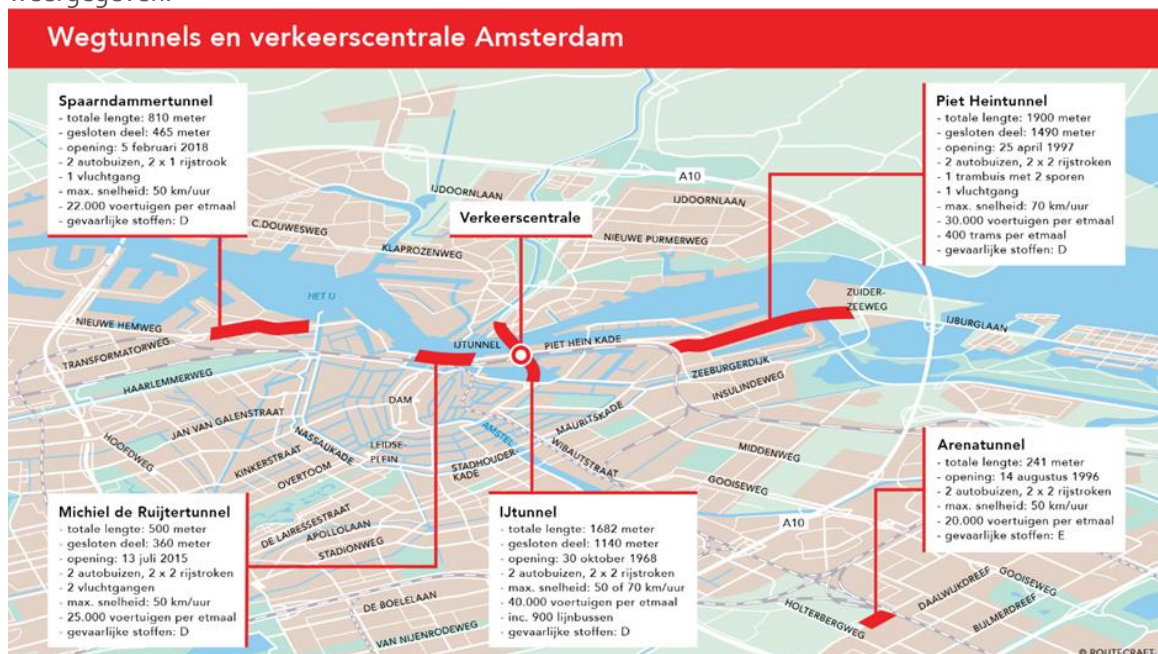 weergegeven.
Wegtunnels en verkeerscentrale Amsterdam
Spaarndammertunnel
- totale lengte: 810 meter
- gesloten deel: 465 meter
- opening: 5 februari 2018
- 2 autobuizen, 2 x 1 rijstrook
- 1 vluchtgang
- max. snelheid: 50 km/uur
- 22.000 voertuigen per etmaal
- gevaarlijke stoffen: D
Piet Heintunnel
- totale lengte: 1900 meter
- gesloten deel: 1490 meter
- opening: 25 april 1997
- 2 autobuizen, 2 x 2 rijstroken
- 1 trambuis met 2 sporen
- 1 vluchtgang
- max. snelheid: 70 km/uur
- 30.000 voertuigen per etmaal
- 400 trams per etmaal
- gevaarlijke stoffen: D
A10
IJDOORNLAAN
IJDOORNLAAN
Verkeerscentrale
C.DOUWESWEG
KLAPROZENWEG
NIEUWE PURMERWEG
HET IJ
ZUIDER-
ZEEWEG
IJBURGLAAN
NIEUWE HEMWEG
TRANSFORMATORWEG
IJTUNNEL
PIET HEIN KADE
HAARLEMMERWEG
ZEEBURGERDIJK
INSULINDEWEG
DAM
JAN VAN GALENSTRAAT
MAURITSKADE
HOOFDWEG
NASSAUKADE
LEIDSE-
PLEIN
AMSTEL
WIBAUTSTRAAT
KINKERSTRAAT
OVERTOOM
STADHOUDER
KADE
MIDDENWEG
GOOISEWEG
Arenatunnel
- totale lengte: 241 meter
- opening: 14 augustus 1996
- 2 autobuizen, 2 x 2 rijstroken
- max. snelheid: 50 km/uur
- 20.000 voertuigen per etmaal
- gevaarlijke stoffen: E
Michiel de Ruijtertunnel
- totale lengte: 500 meter
- gesloten deel: 360 meter
- opening: 13 juli 2015
- 2 autobuizen, 2 x 2 rijstroken
- 2 vluchtgangen
- max. snelheid: 50 km/uur
- 25.000 voertuigen per etmaal
- gevaarlijke stoffen: D
DE LAIRESSESTRAAT
APOLLOLAAN
STADIONWEG
DE BOELELAAN
VAN NIJENRODEWEG
IJtunnel
- totale lengte: 1682 meter
- gesloten deel: 1140 meter
- opening: 30 oktober 1968
- 2 autobuizen, 2 x 2 rijstroken
- max. snelheid: 50 of 70 km/uur
- 40.000 voertuigen per etmaal
- inc. 900 lijnbussen
- gevaarlijke stoffen: D
A10
HOLTERBERGWEG
DAALWIJKDREEF
GOOISEWEG
BIJLMERDREEF
© ROUTECRAFT